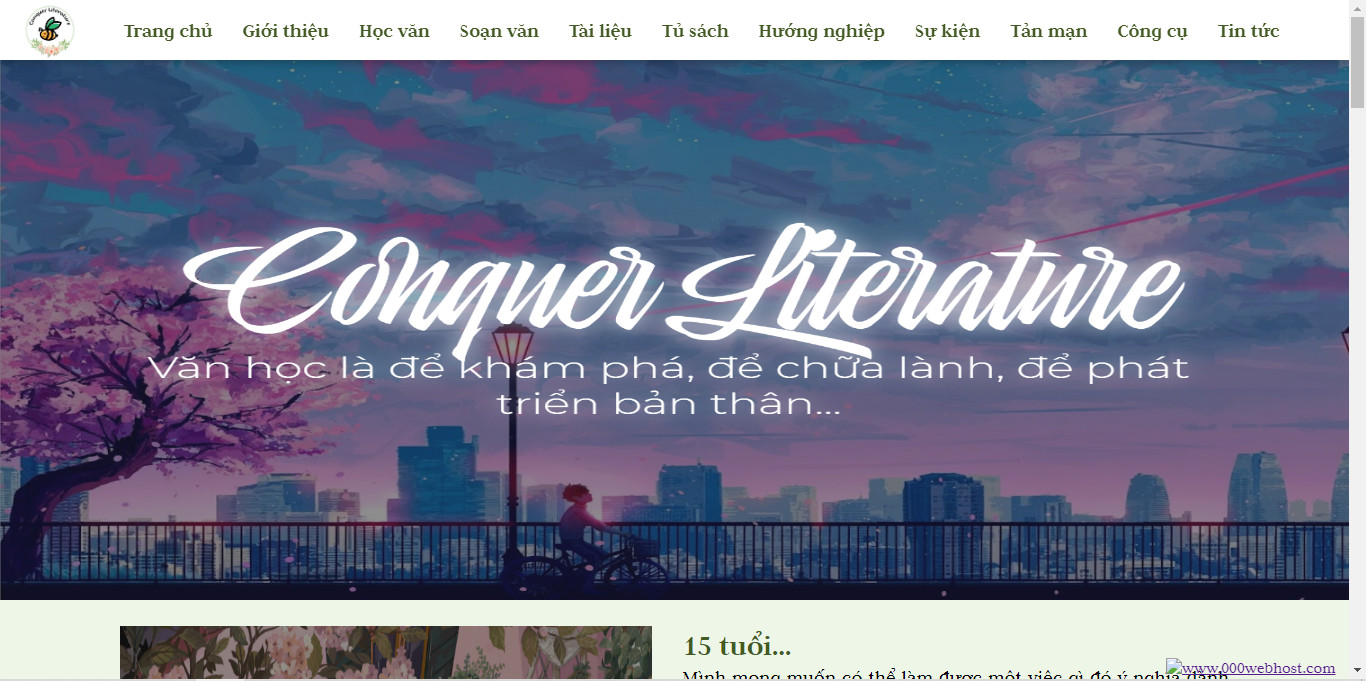 Conquer Literature
Trang chủ Giới thiệu Học văn Soạn văn Tài liệu Tủ sách Hướng nghiệp Sự kiện Tản mạn Công cụ Tin tức
Conquer Literature
Văn học là để khám phá, để chữa lành, để phát
triển bản thân...
15 tuổi...
Mình mong muốn có thể làm được một việc gì đó ý nghĩa dành
www.000webhost.com